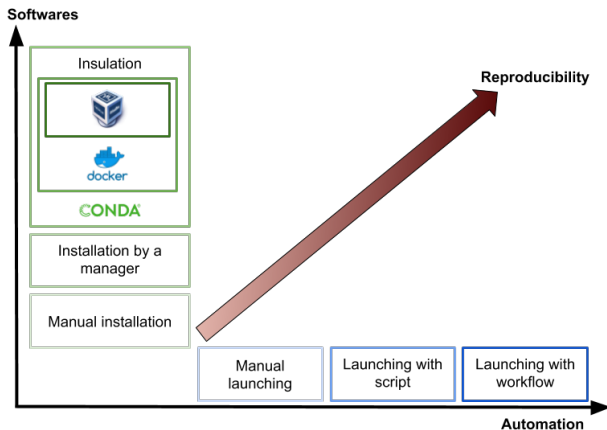 Softwares
Insulation
docker
CONDA
Installation by a
manager
Manual installation
Reproducibility
Manual
launching
Launching with
script
Launching with
workflow
Automation